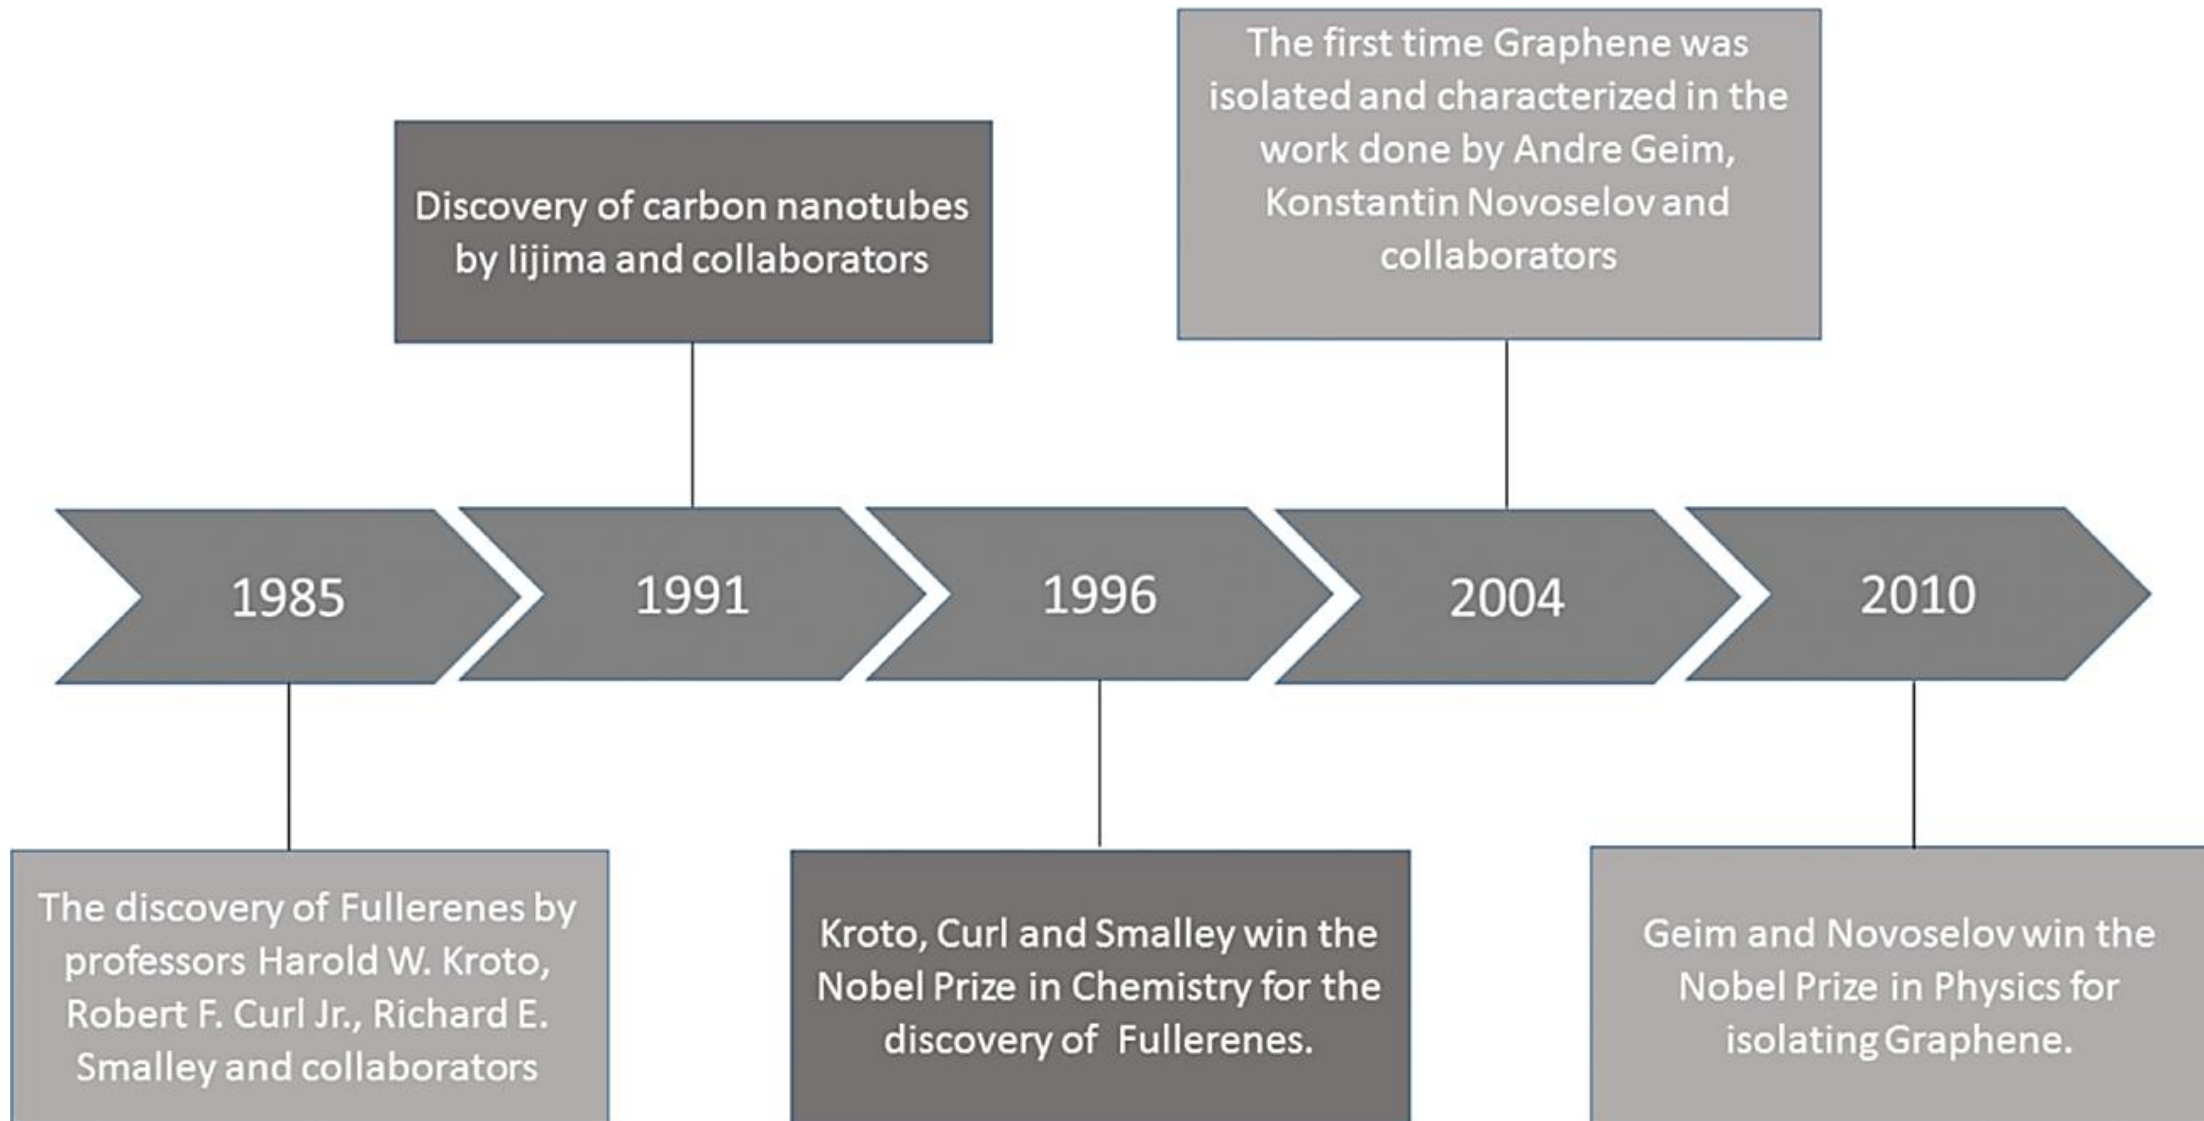 The first time Graphene was
isolated and characterized in the
work done by Andre Geim,
Konstantin Novoselov and
collaborators
Discovery of carbon nanotubes
by Iijima and collaborators
1985
1991
1996
2004
2010
The discovery of Fullerenes by
professors Harold W. Kroto,
Robert F. Curl Jr., Richard E.
Smalley and collaborators
Kroto, Curl and Smalley win the
Nobel Prize in Chemistry for the
discovery of  Fullerenes.
Geim and Novoselov win the
Nobel Prize in Physics for
isolating Graphene.